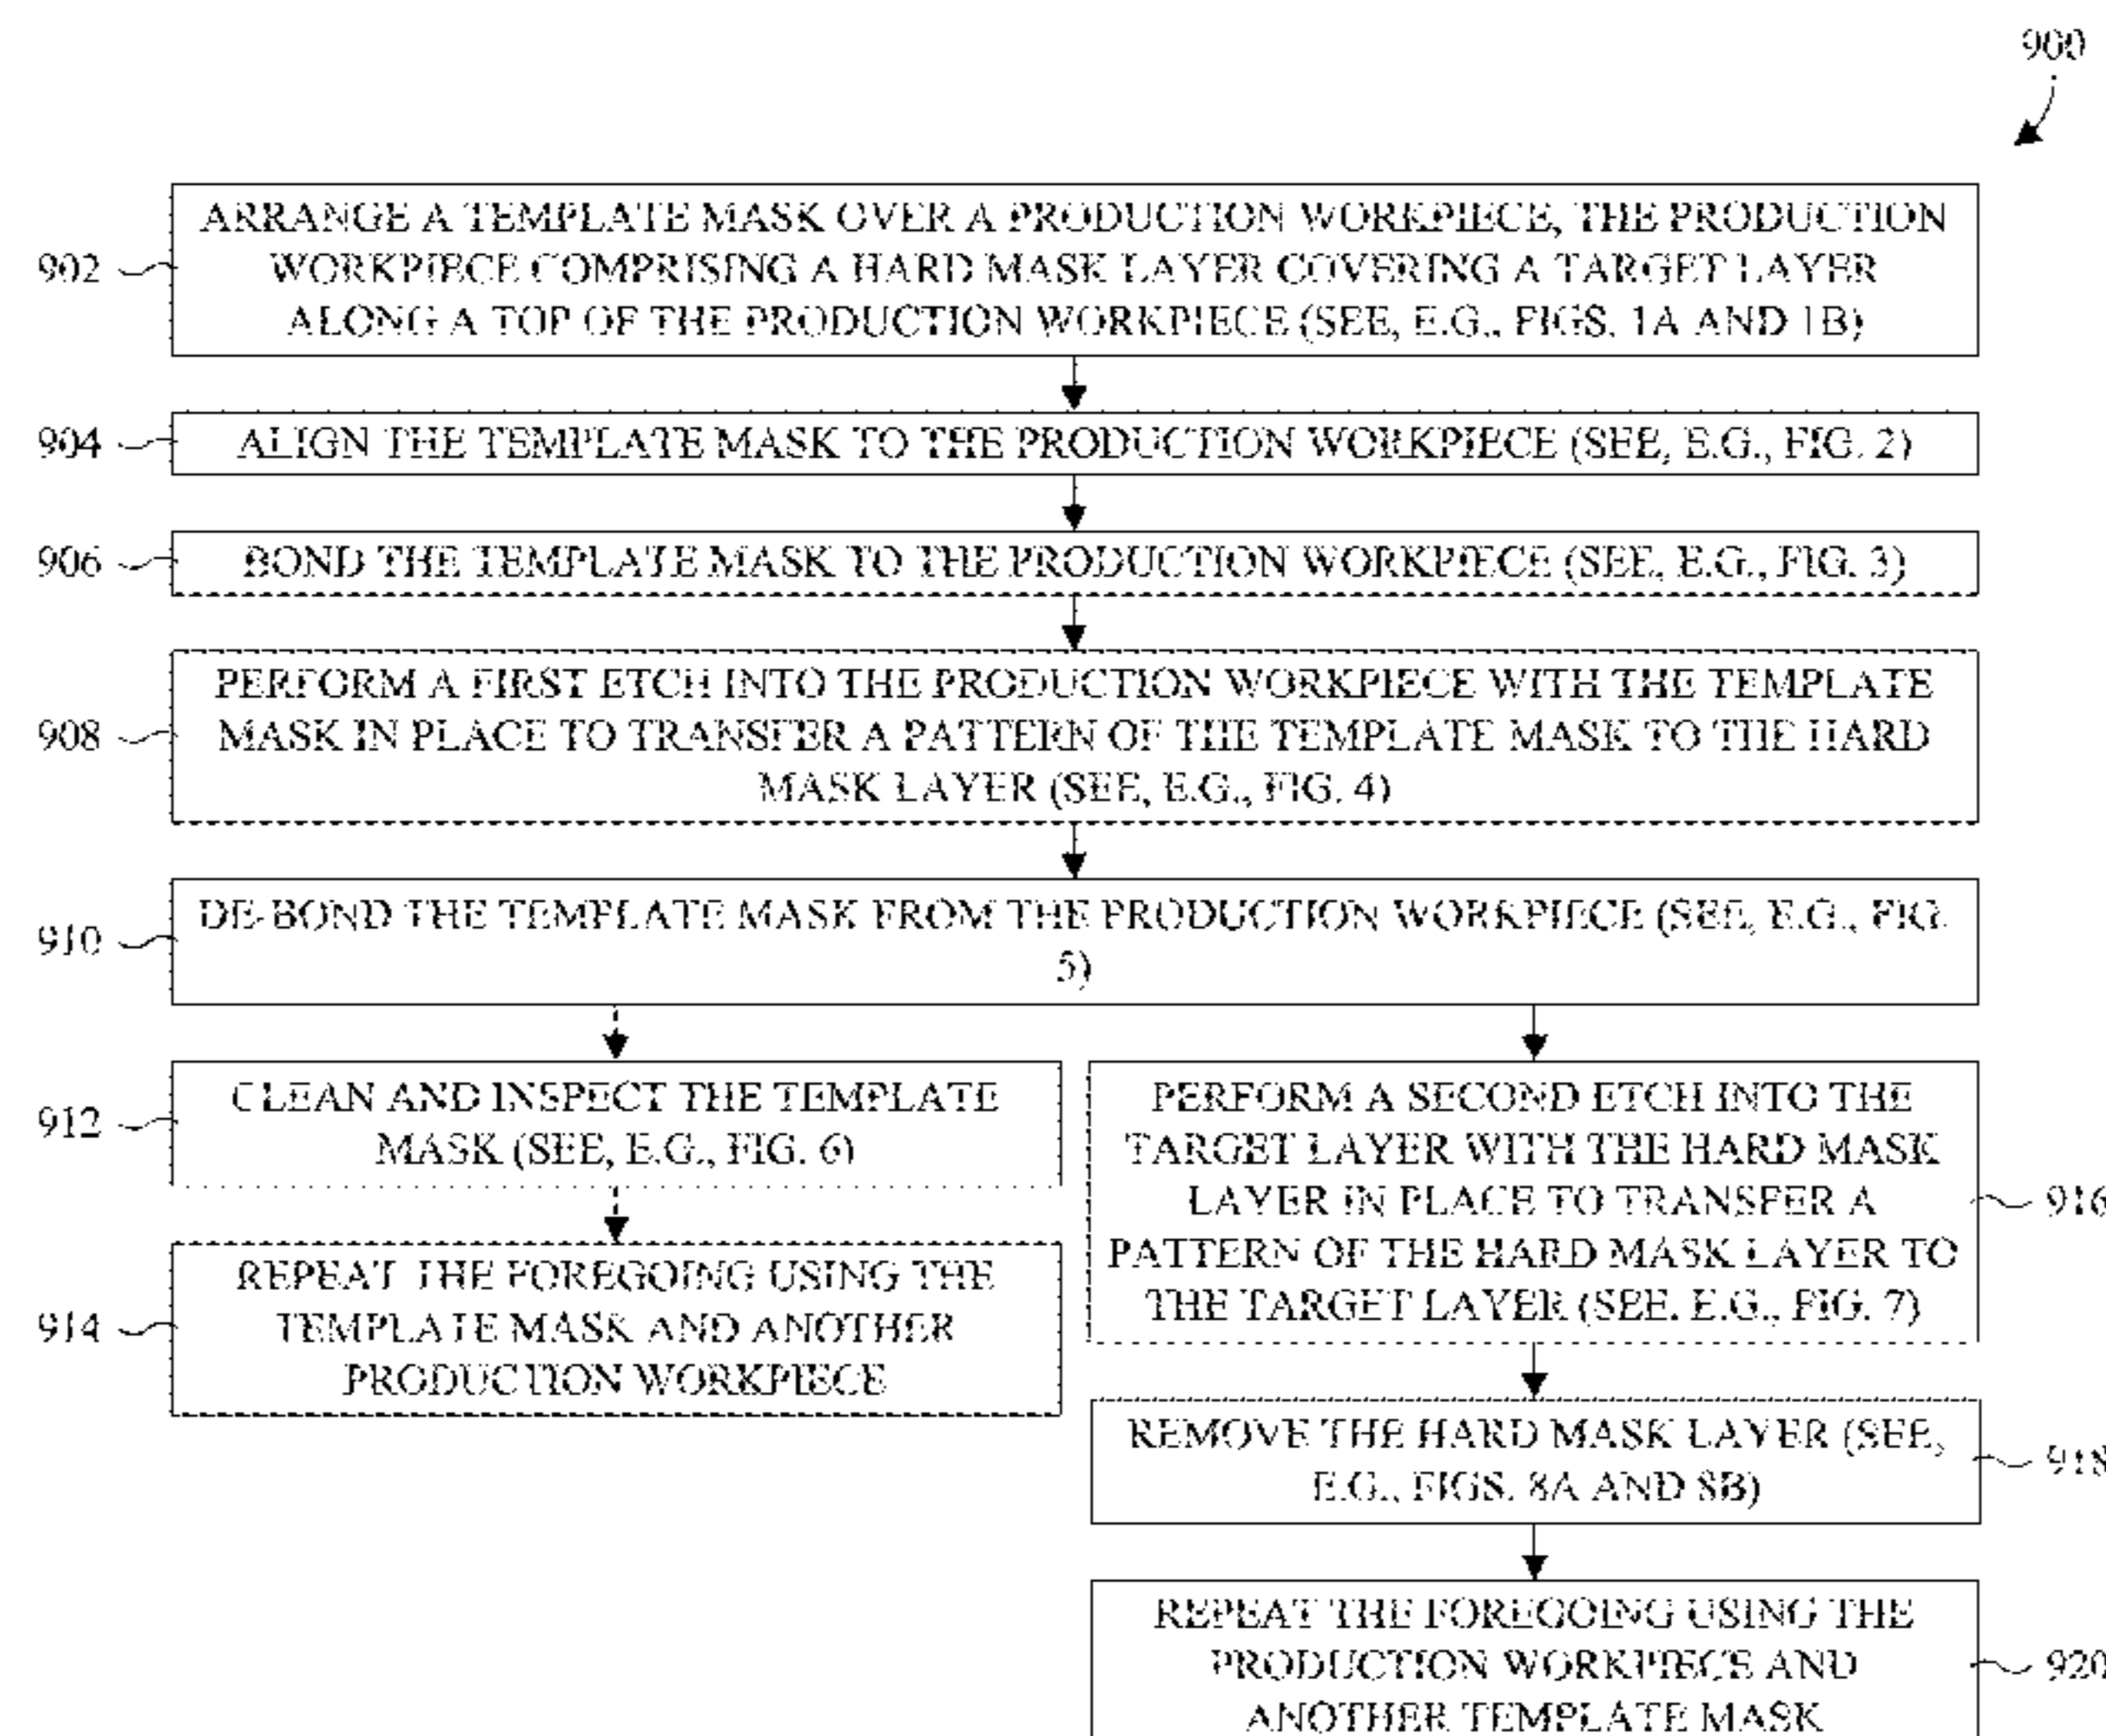 900
902
ARRANGE A TEMPLATE MASK OVER A PRODUCTION WORKPIECE, THE PRODUCTION
WORKPIECE COMPRISING A HARD MASK LAYER COVERING A TARGET LAYER
ALONG A TOP OF THE PRODUCTION WORKPIECE (SEE, E.G., FIGS. 1A AND 1B)
904
ALIGN THE TEMPLATE MASK TO THE PRODUCTION WORKPIECE (SEE, E.G., FIG. 2)
906
BOND THE TEMPLATE MASK TO THE PRODUCTION WORKPIECE (SEE, E.G., FIG. 3)
908
PERFORM A FIRST ETCH INTO THE PRODUCTION WORKPIECE WITH THE TEMPLATE
MASK IN PLACE TO TRANSFER A PATTERN OF THE TEMPLATE MASK TO THE HARD
MASK LAYER (SEE, E.G., FIG. 4)
910
DE-BOND THE TEMPLATE MASK FROM THE PRODUCTION WORKPIECE (SEE, E.G., FIG.
5)
912
CLEAN AND INSPECT THE TEMPLATE
MASK (SEE, E.G., FIG. 6)
914
REPEAT THE FOREGOING USING THE
TEMPLATE MASK AND ANOTHER
PRODUCTION WORKPIECE
PERFORM A SECOND ETCH INTO THE
TARGET LAYER WITH THE HARD MASK
LAYER IN PLACE TO TRANSFER A
PATTERN OF THE HARD MASK LAYER TO
THE TARGET LAYER (SEE. E.G., FIG. 7)
916
REMOVE THE HARD MASK LAYER (SEE,
E.G., FIGS. 8A AND 8B)
918
REPEAT THE FOREGOING USING THE
PRODUCTION WORKPIECE AND
ANOTHER TEMPLATE MASK
920